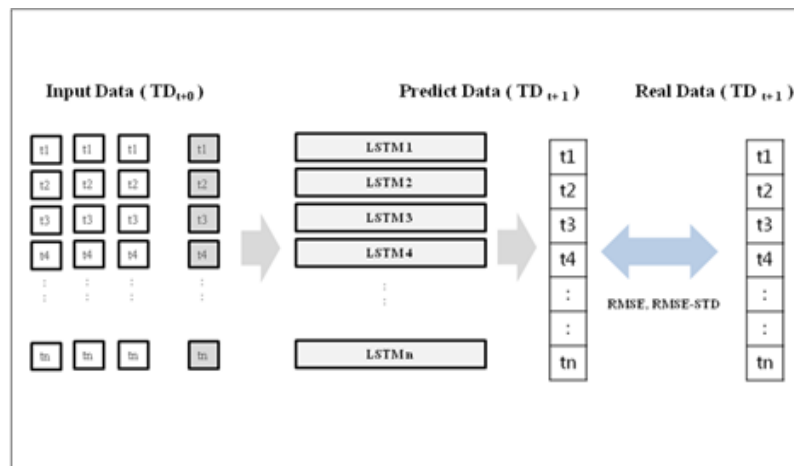 Input Data ( TDt+0)
Predict Data ( TD t+1)
Real Data ( TD t+1)
t1 t1 t1 t1 LSTM1 t1 t1
t2 t2 t2 t2 LSTM2 t2 t2
t3 t3 t3 t3 LSTM3 t3 t3
t4 t4 t4 t4 LSTM4 t4 t4
: : : : : : :
: : : : : : :
RMSE, RMSE-STD
tn tn tn tn LSTMn tn tn